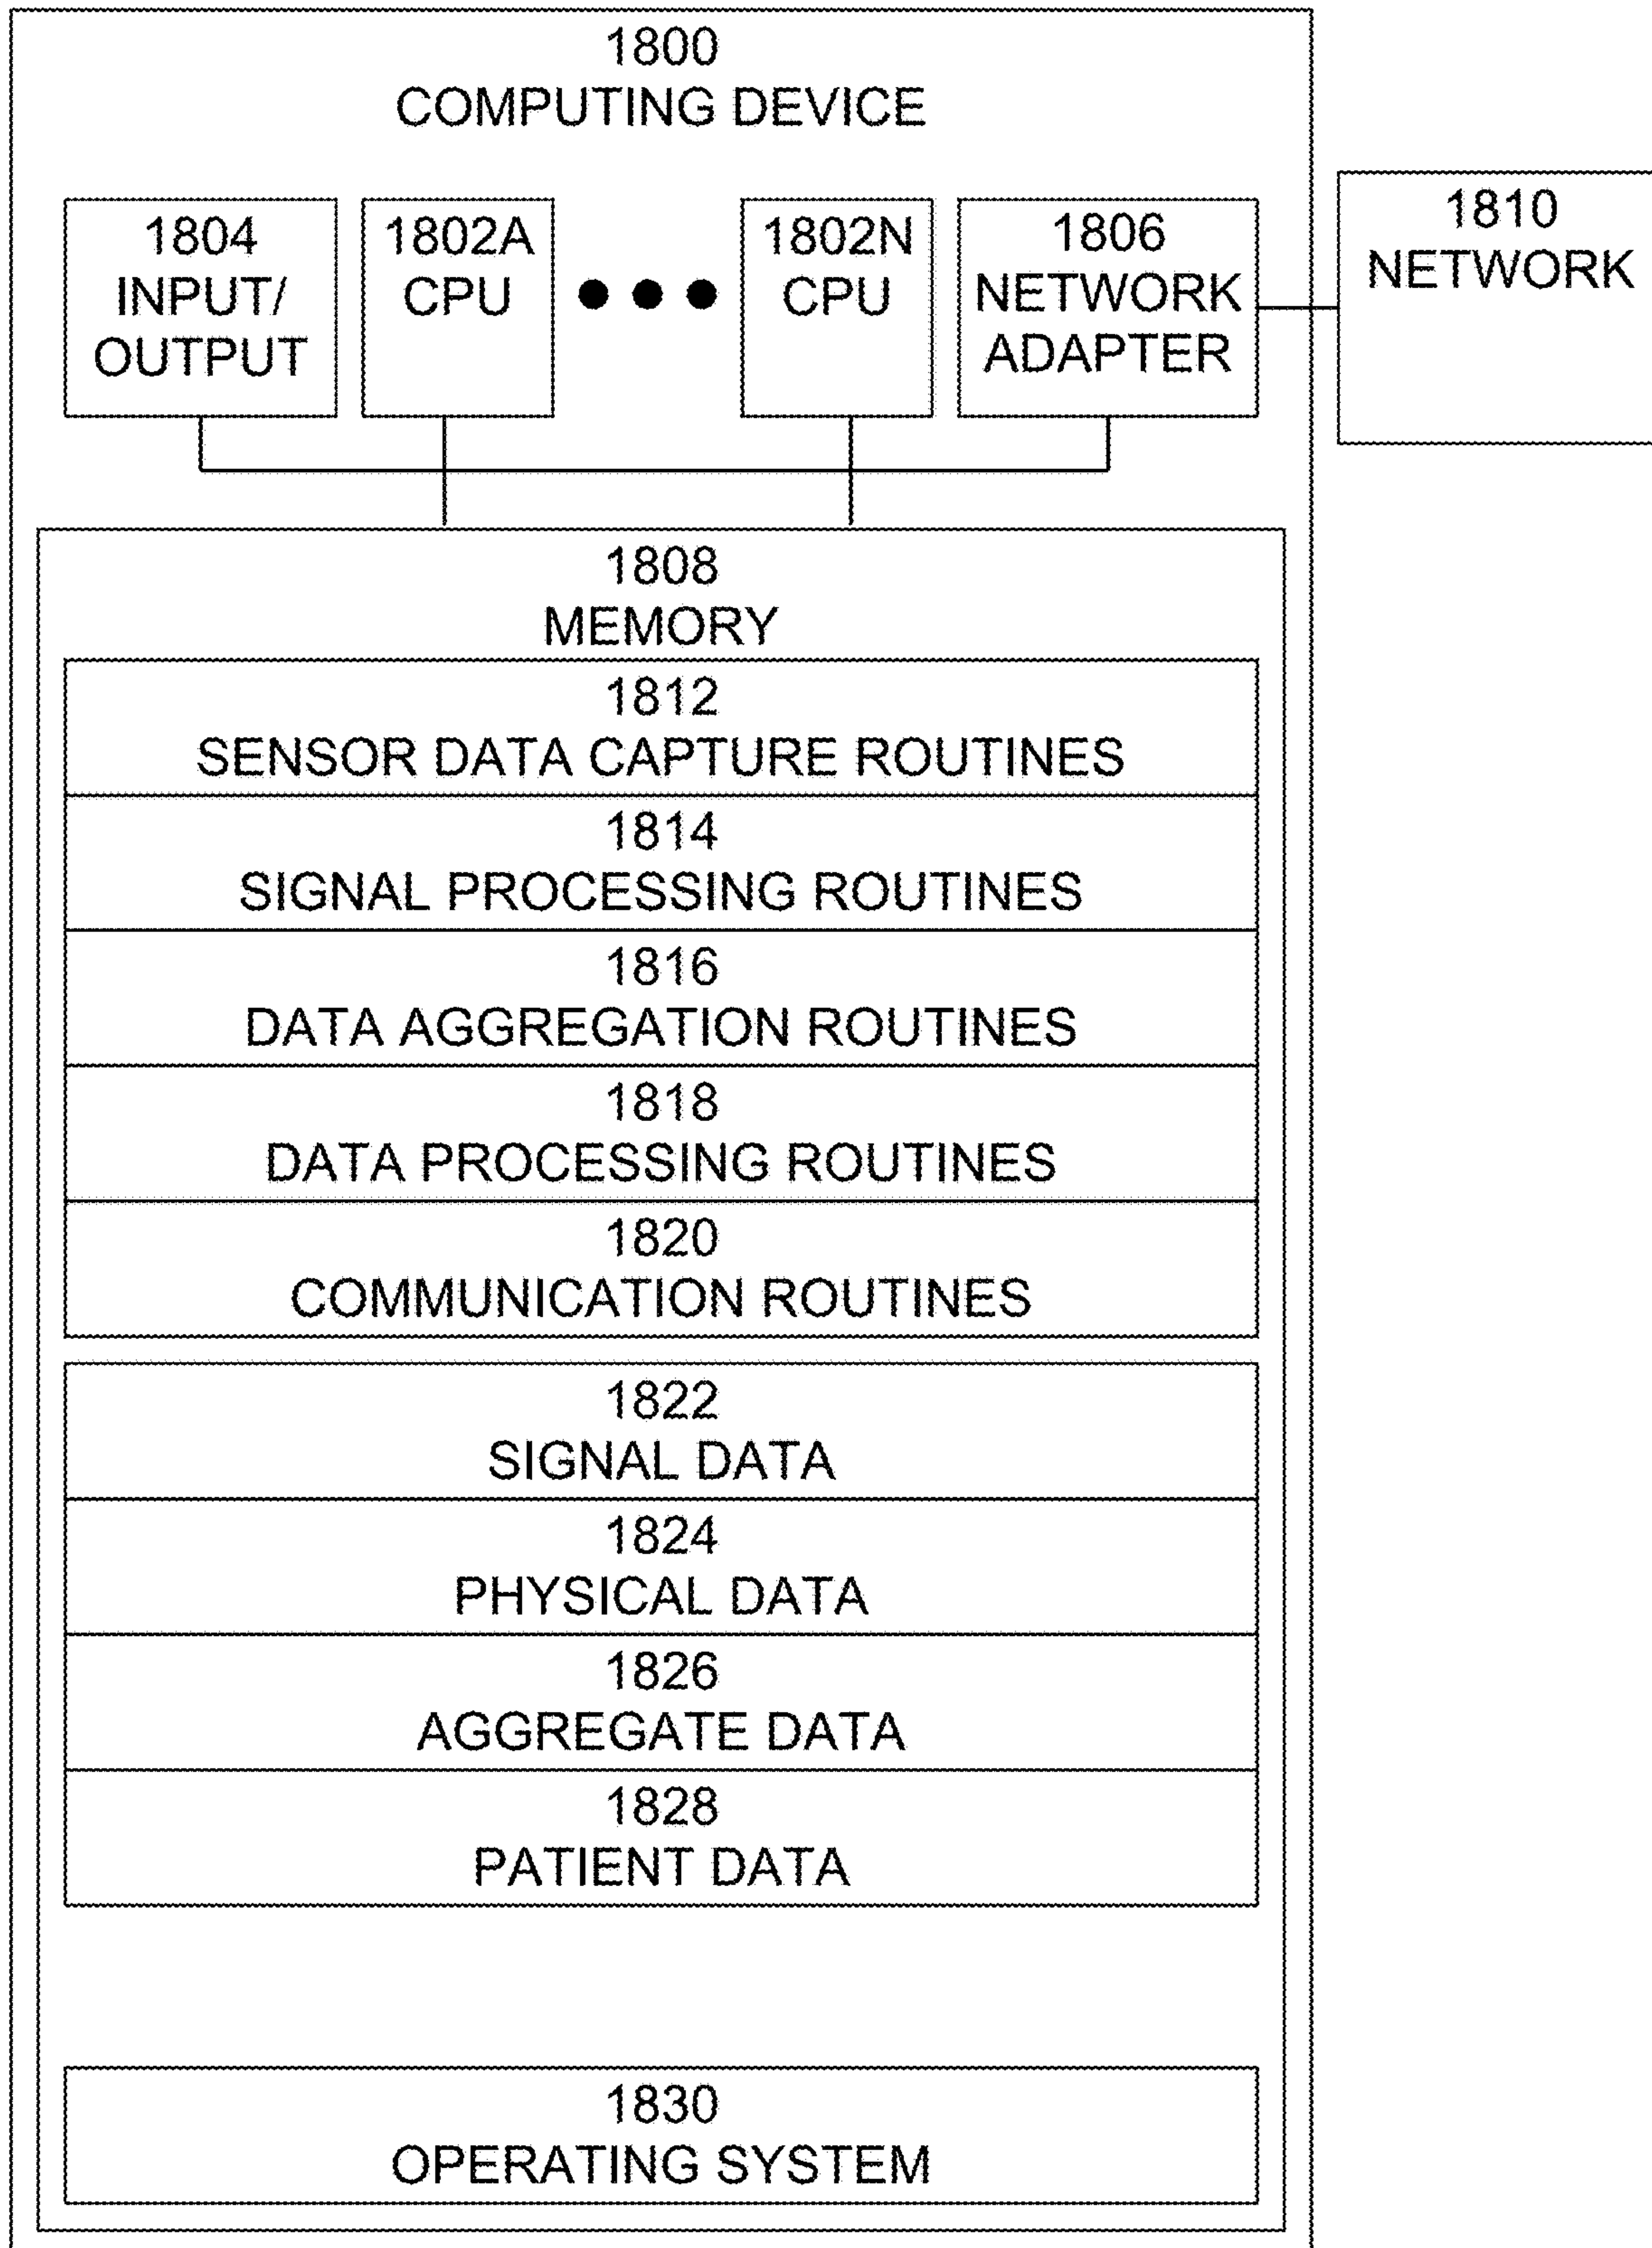 1800
COMPUTING DEVICE
1804
INPUT/
OUTPUT
1802A
CPU
1802N
CPU
1806
NETWORK
ADAPTER
1810
NETWORK
1808
MEMORY
1812
SENSOR DATA CAPTURE ROUTINES
1814
SIGNAL PROCESSING ROUTINES
1816
DATA AGGREGATION ROUTINES
1818
DATA PROCESSING ROUTINES
1820
COMMUNICATION ROUTINES
1822
SIGNAL DATA
1824
PHYSICAL DATA
1826
AGGREGATE DATA
1828
PATIENT DATA
1830
OPERATING SYSTEM